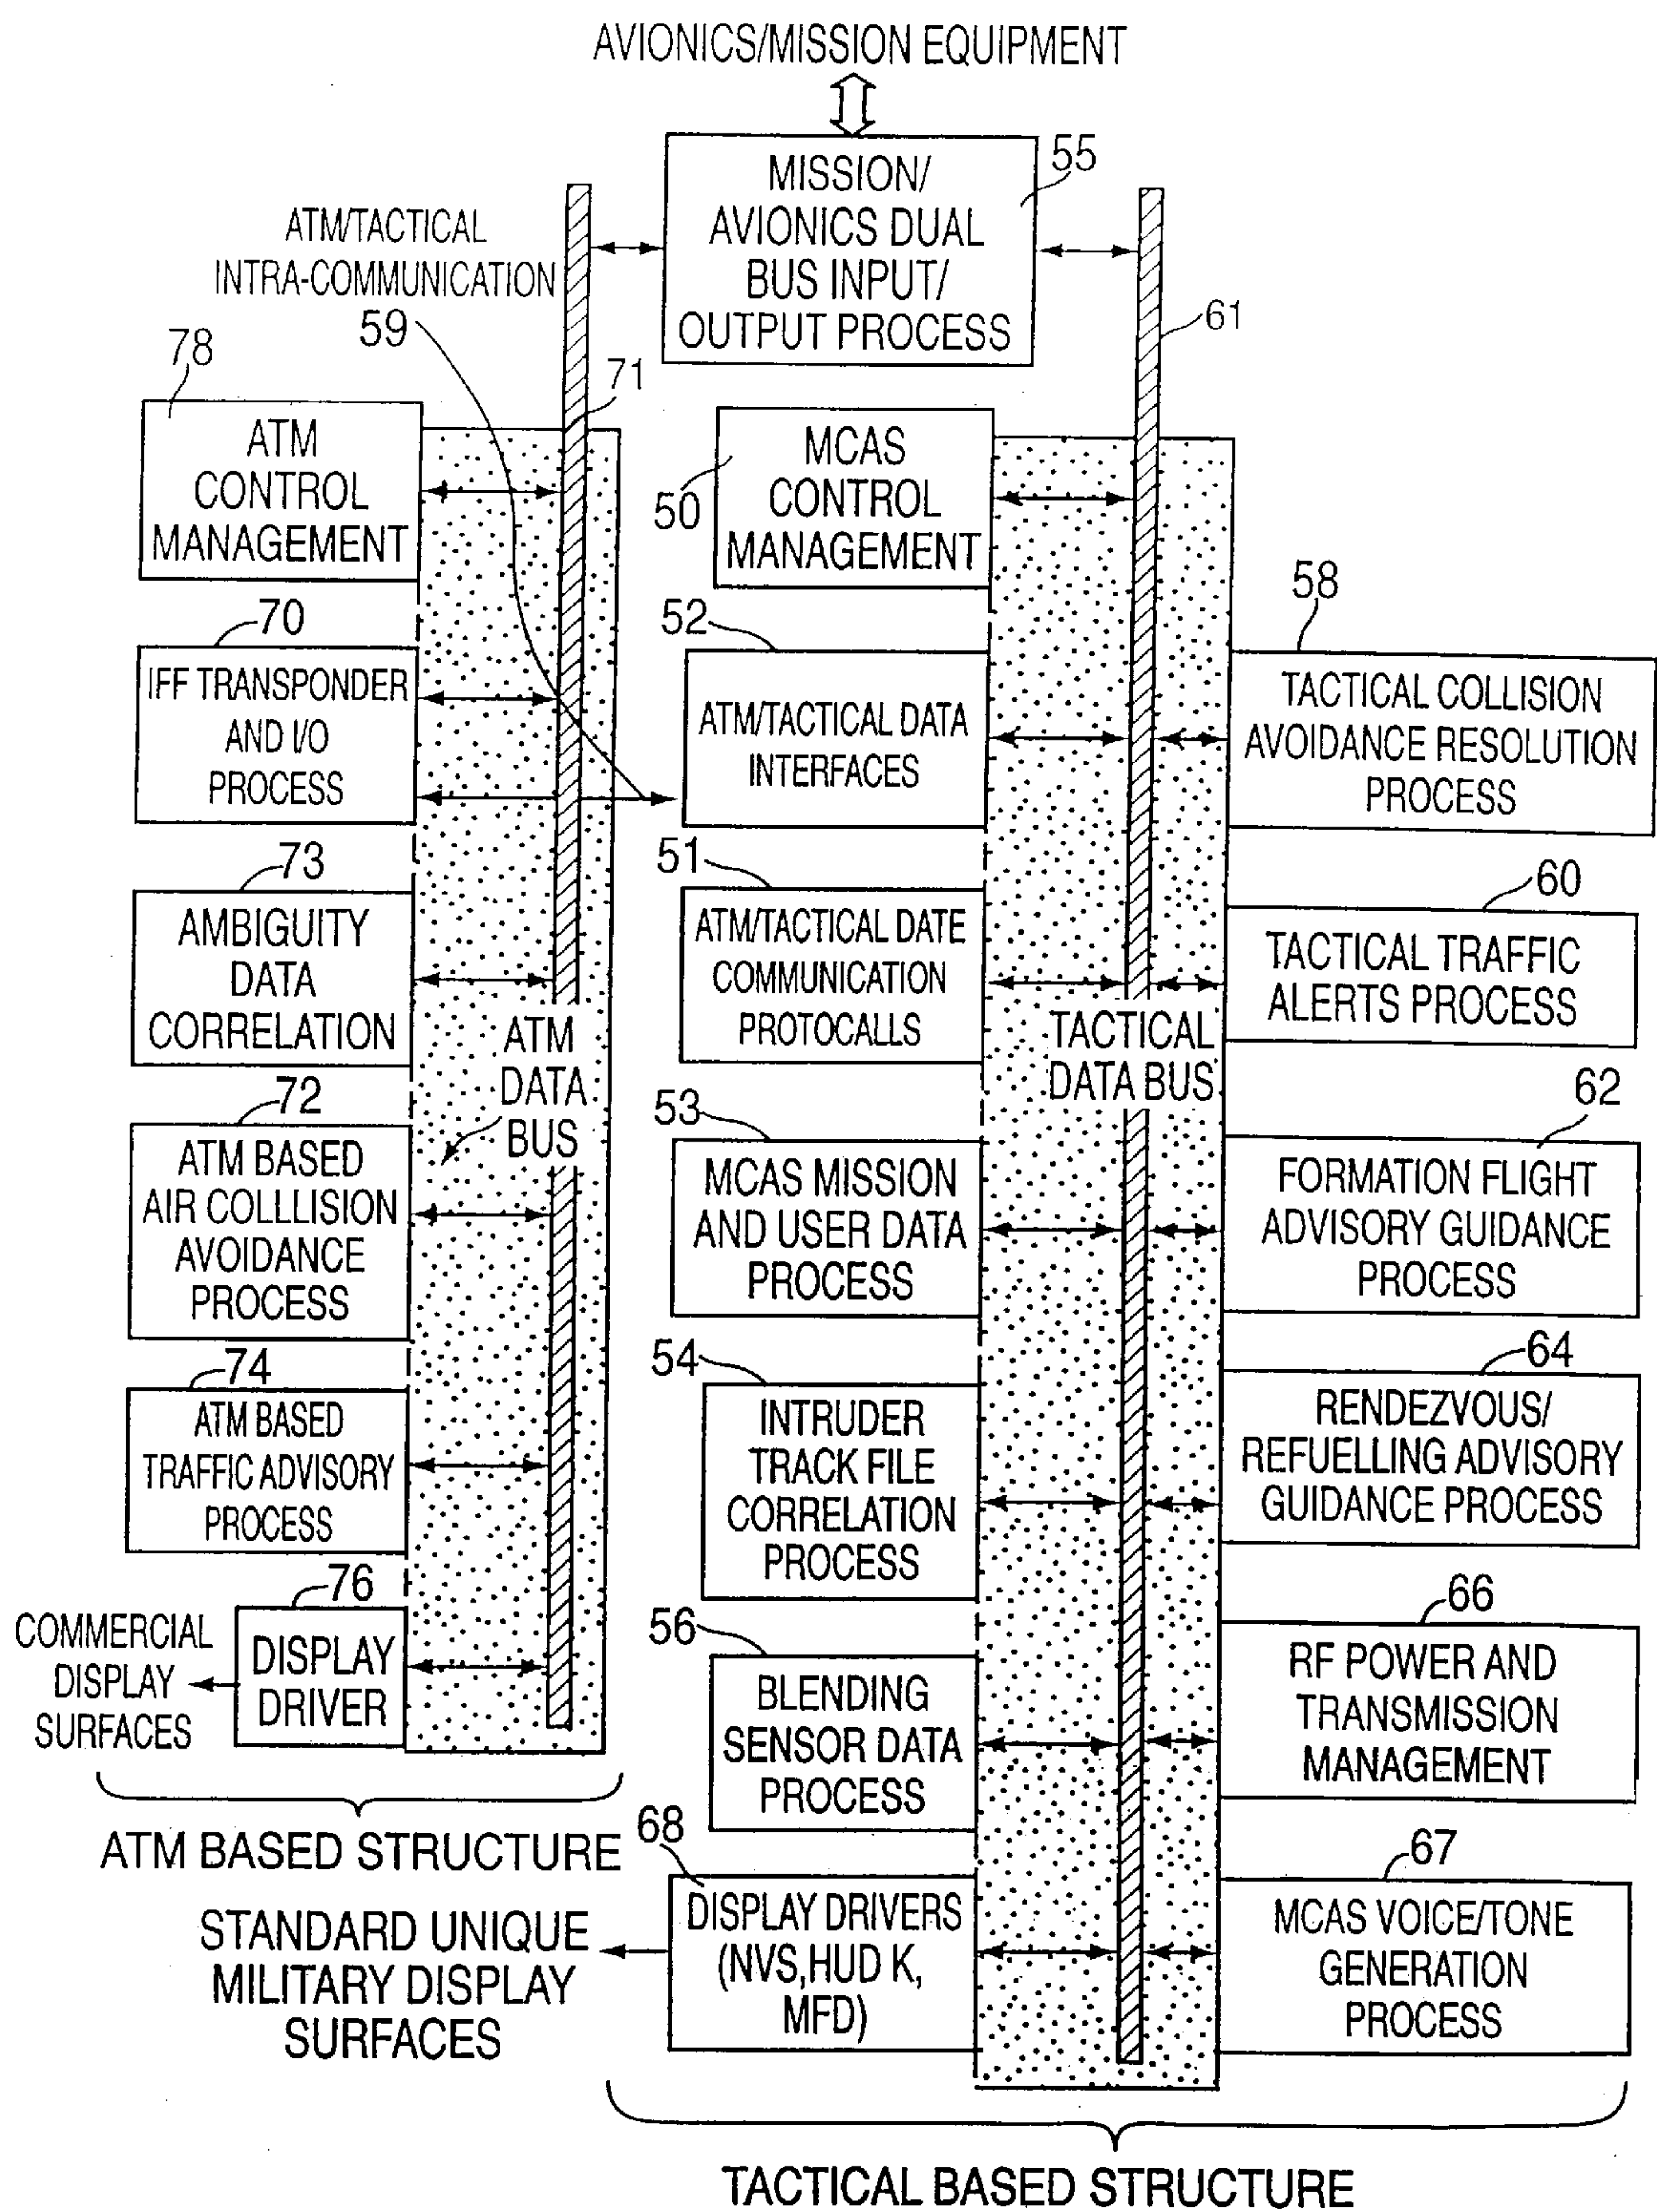 AVIONICS/MISSION EQUIPMENT
MISSION/
AVIONICS DUAL
BUS INPUT/
OUTPUT PROCESS
55
ATM/TACTICAL
INTRA-COMMUNICATION
59
61
71
78
ATM
CONTROL
MANAGEMENT
50
MCAS
CONTROL
MANAGEMENT
70
IFF TRANSPONDER
AND I/O
PROCESS
52
ATM/TACTICAL DATA
INTERFACES
58
TACTICAL COLLISION
AVOIDANCE RESOLUTION
PROCESS
73
AMBIGUITY
DATA
CORRELATION
51
ATM/TACTICAL DATE
COMMUNICATION
PROTOCALLS
60
TACTICAL TRAFFIC
ALERTS PROCESS
ATM
DATA
BUS
TACTICAL
DATA BUS
72
ATM BASED
AIR COLLLISION
AVOIDANCE
PROCESS
53
MCAS MISSION
AND USER DATA
PROCESS
62
FORMATION FLIGHT
ADVISORY GUIDANCE
PROCESS
74
ATM BASED
TRAFFIC ADVISORY
PROCESS
54
INTRUDER
TRACK FILE
CORRELATION
PROCESS
64
RENDEZVOUS/
REFUELLING ADVISORY
GUIDANCE PROCESS
76
DISPLAY
DRIVER
COMMERCIAL
DISPLAY
SURFACES
56
BLENDING
SENSOR DATA
PROCESS
66
RF POWER AND
TRANSMISSION
MANAGEMENT
ATM BASED STRUCTURE
68
DISPLAY DRIVERS
(NVS,HUD K,
MFD)
STANDARD UNIQUE
MILITARY DISPLAY
SURFACES
67
MCAS VOICE/TONE
GENERATION
PROCESS
TACTICAL BASED STRUCTURE